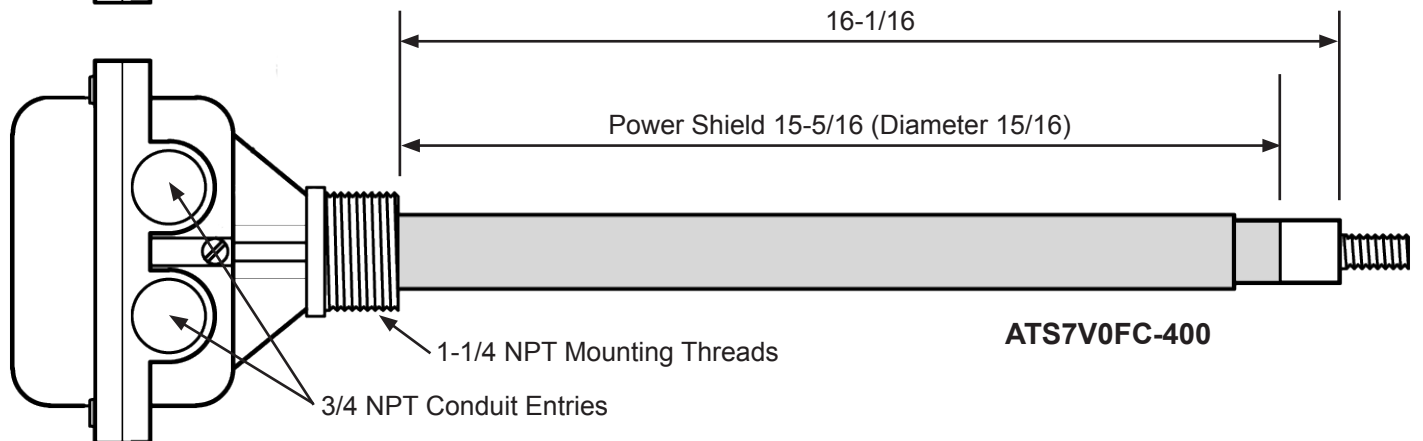 16-1/16
Power Shield 15-5/16 (Diameter 15/16)
ATS7V0FC-400
1-1/4 NPT Mounting Threads
3/4 NPT Conduit Entries